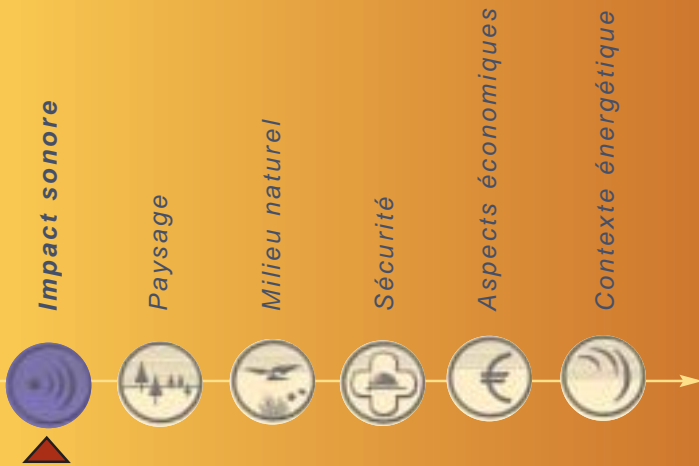 Impact sonore
Paysage
Milieu naturel
Sécurité
Aspects économiques
Contexte énergétique
€